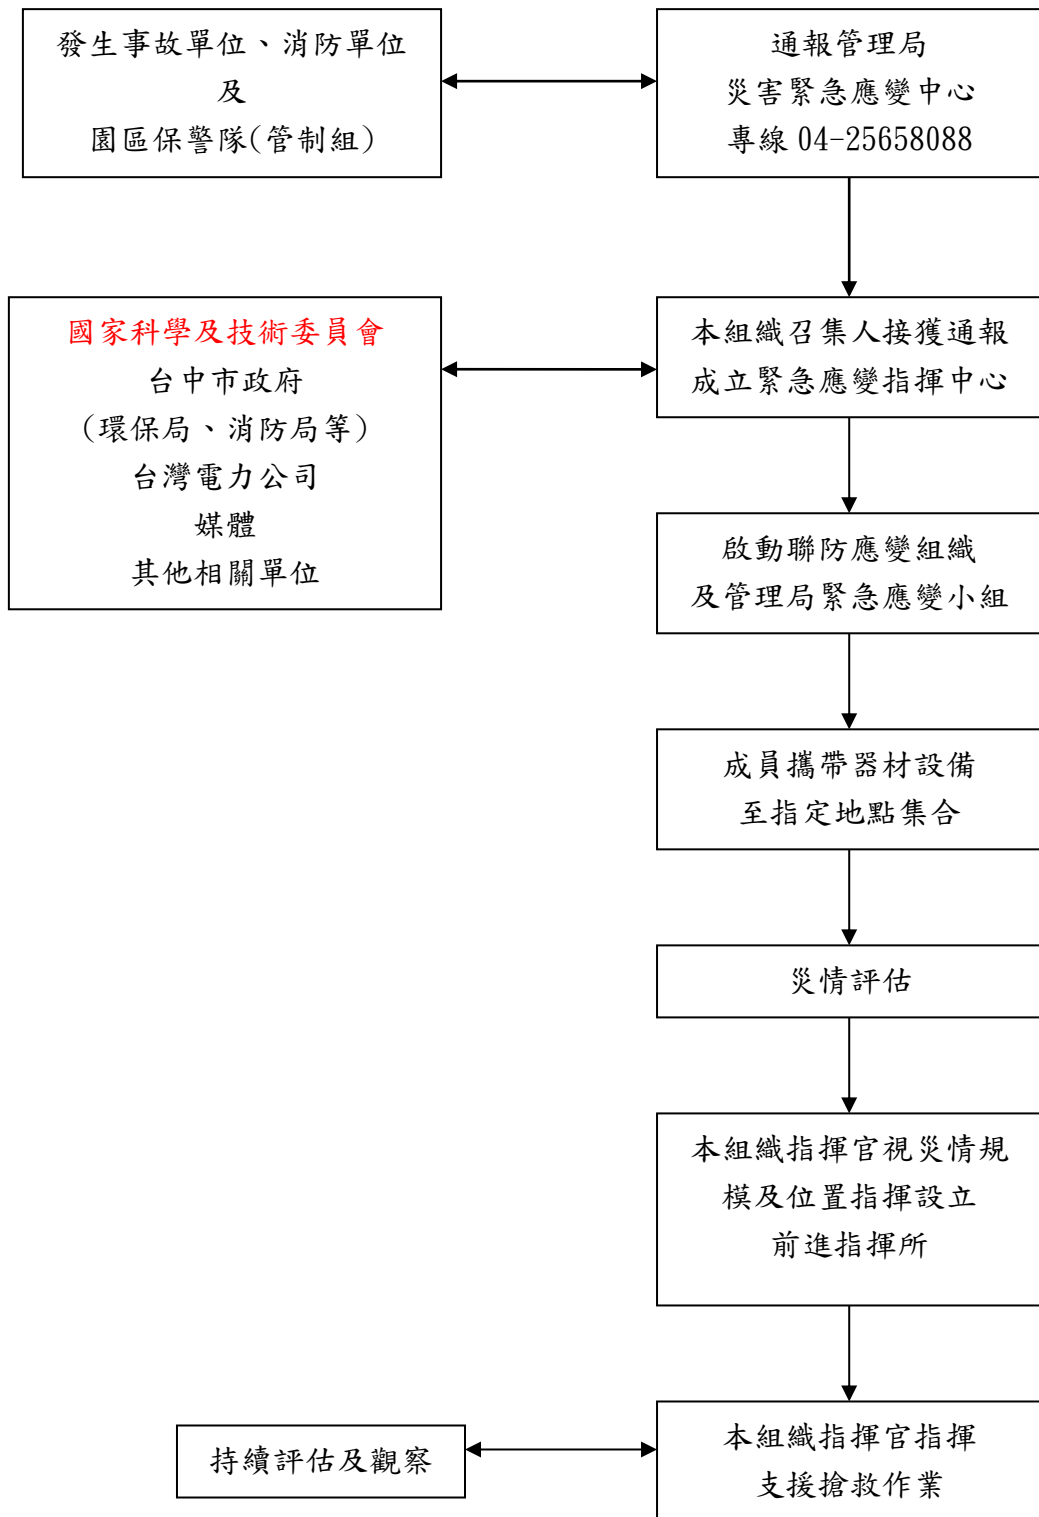 發生事故單位、消防單位
及
園區保警隊(管制組)
通報管理局
災害緊急應變中心
專線 04-25658088
國家科學及技術委員會
台中市政府
(環保局、消防局等)
台灣電力公司
媒體
其他相關單位
本組織召集人接獲通報
成立緊急應變指揮中心
啟動聯防應變組織
及管理局緊急應變小組
成員攜帶器材設備
至指定地點集合
災情評估
本組織指揮官視災情規
模及位置指揮設立
前進指揮所
持續評估及觀察
本組織指揮官指揮
支援搶救作業